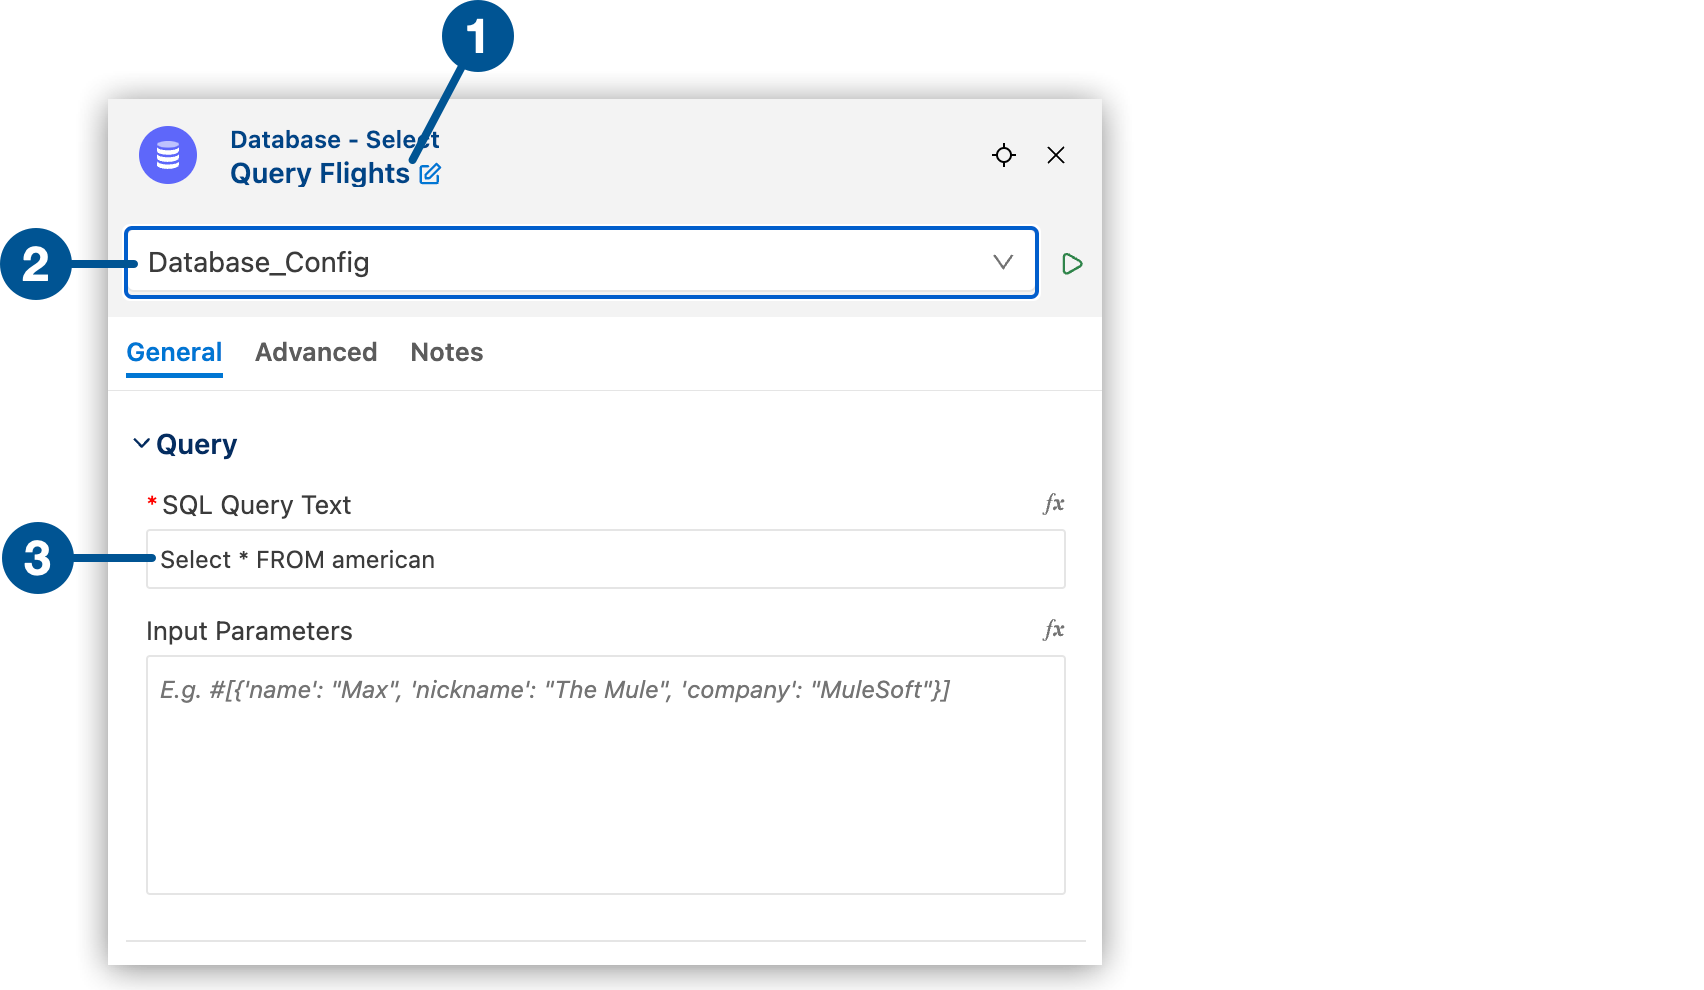 1
Database - Select
Query Flights
2
Database_Config
General Advanced Notes
Query
* SQL Query Text fx
3
Select * FROM american
Input Parameters fx
E.g. #[{'name': "Max", 'nickname': "The Mule", 'company': "MuleSoft"}]